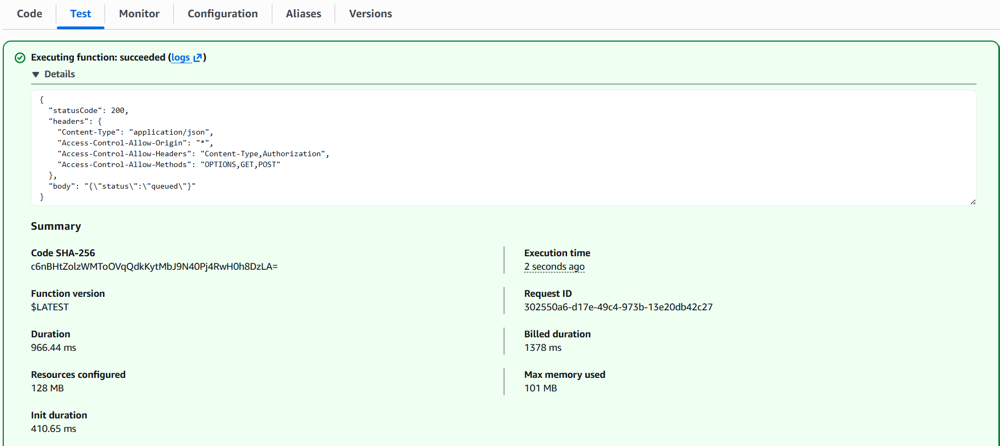 Code Test Monitor Configuration Aliases Versions
Executing function: succeeded (logs)
Details
{
  "statusCode": 200,
  "headers": {
    "Content-Type": "application/json",
    "Access-Control-Allow-Origin": "*",
    "Access-Control-Allow-Headers": "Content-Type,Authorization",
    "Access-Control-Allow-Methods": "OPTIONS,GET,POST"
  },
  "body": "{\"status\":\"queued\"}"
}
Summary
Code SHA-256
c6nBHtZolzWMToOVqQdkKytMbJ9N40Pj4RwH0h8DzLA=
Execution time
2 seconds ago
Function version
$LATEST
Request ID
302550a6-d17e-49c4-973b-13e20db42c27
Duration
966.44 ms
Billed duration
1378 ms
Resources configured
128 MB
Max memory used
101 MB
Init duration
410.65 ms